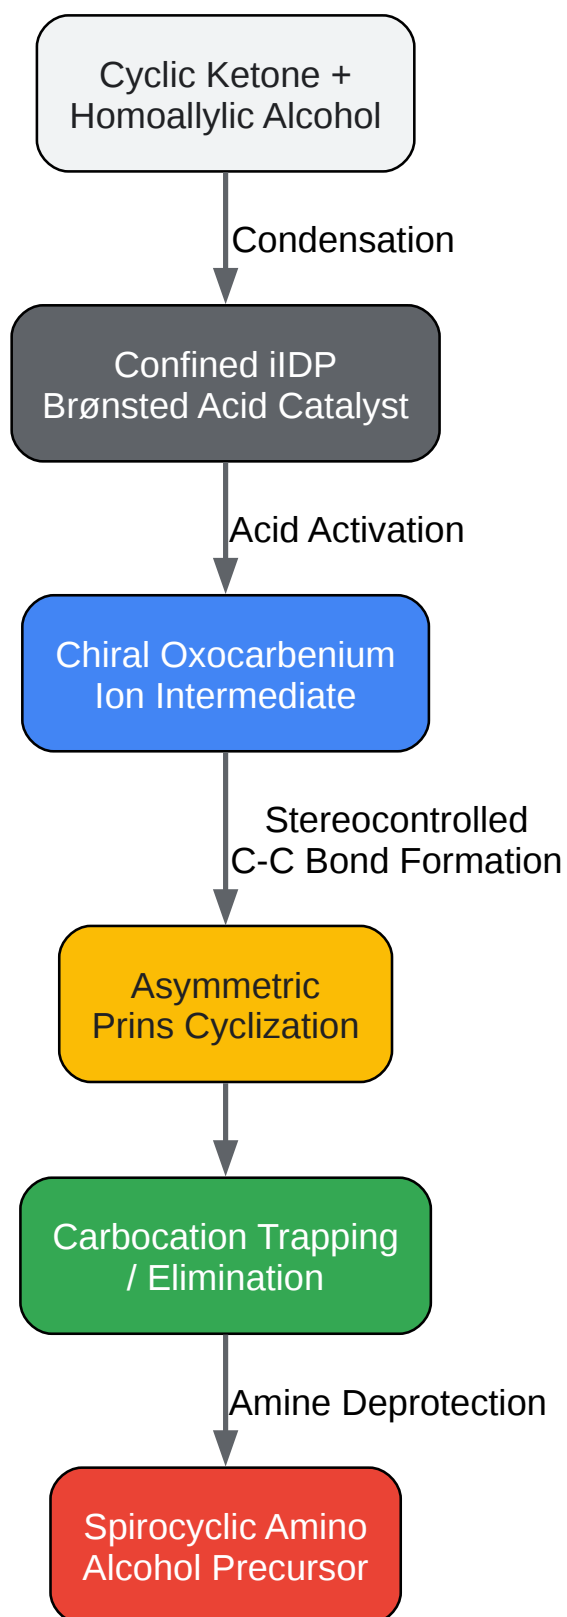 Cyclic Ketone +
Homoallylic Alcohol
Condensation
Confined iIDP
Brønsted Acid Catalyst
Acid Activation
Chiral Oxocarbenium
Ion Intermediate
Stereocontrolled
C-C Bond Formation
Asymmetric
Prins Cyclization
Carbocation Trapping
/ Elimination
Amine Deprotection
Spirocyclic Amino
Alcohol Precursor